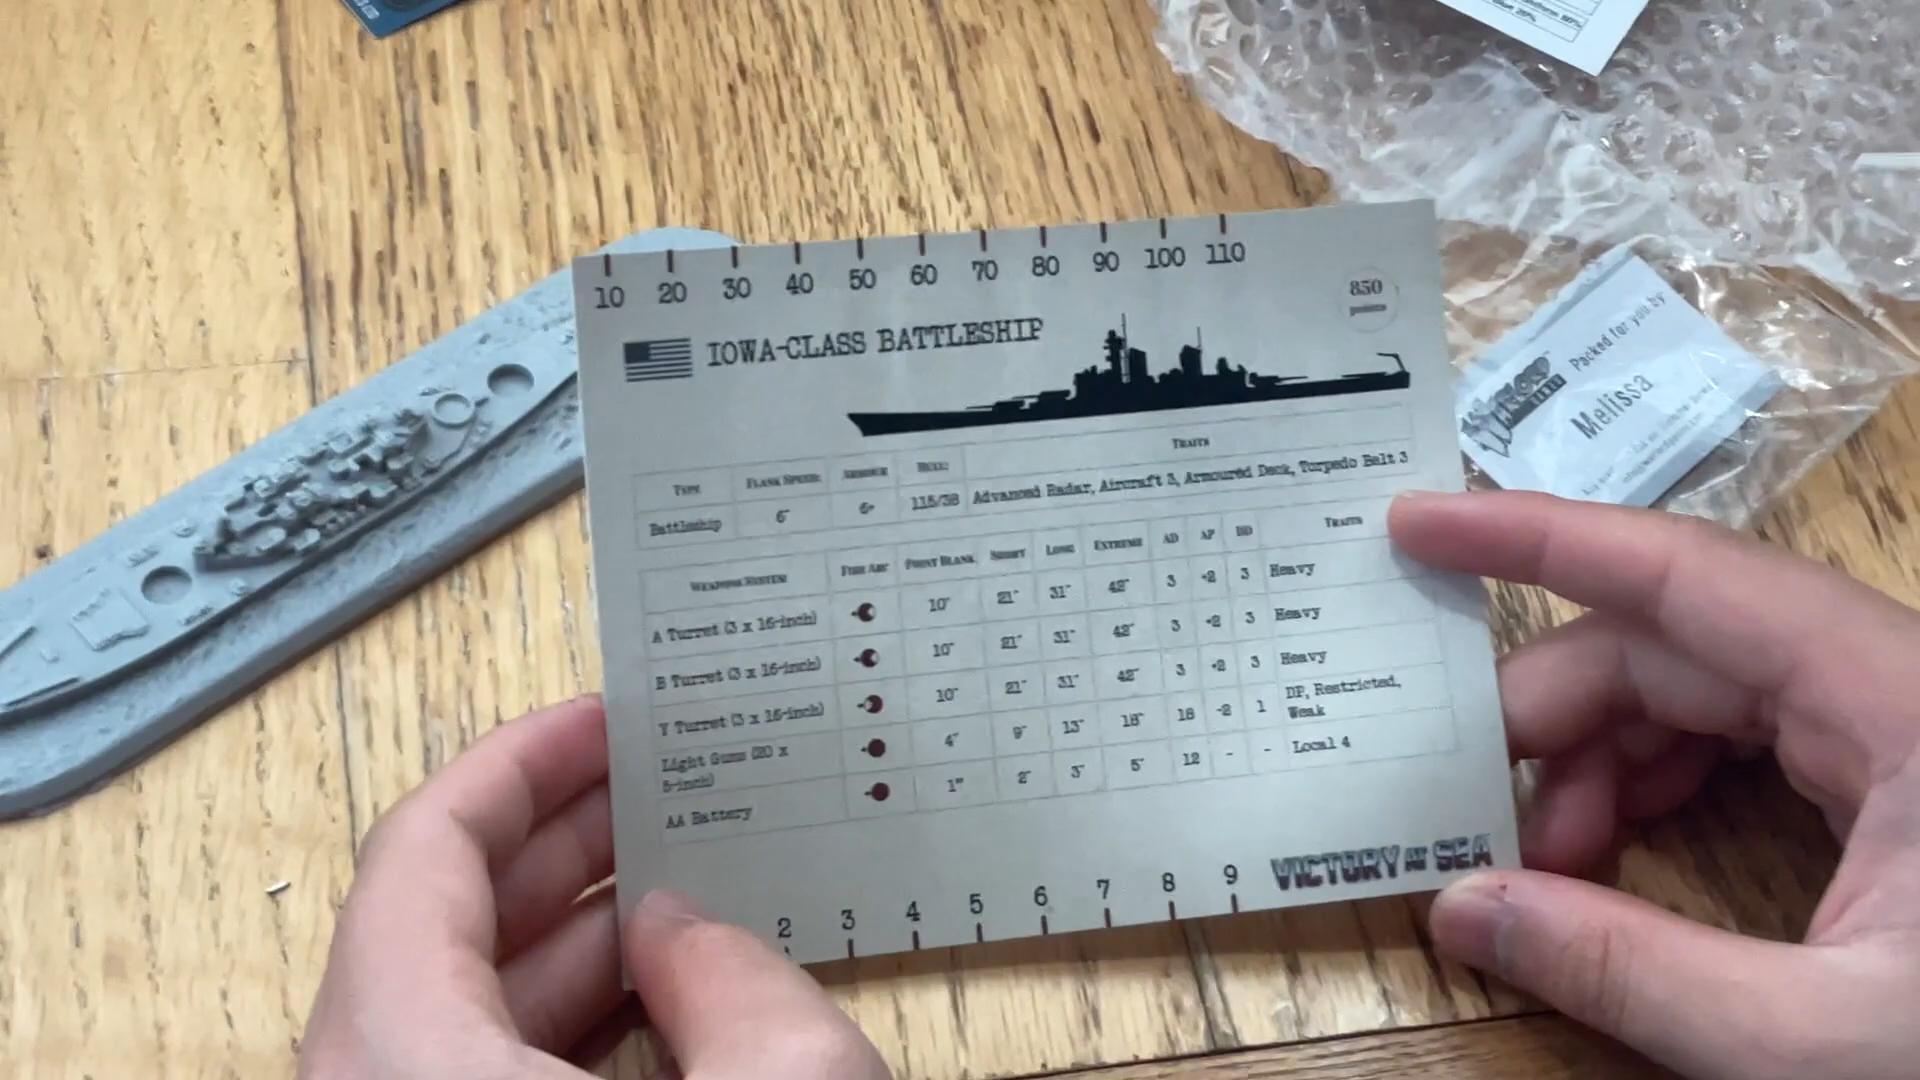 10 20 30 40 50 60 70 80 90 100 110
850
points
IOWA-CLASS BATTLESHIP
TYPE FLANK SPEED: ARMOUR HULL: TRAITS
Battleship 6" 6+ 115/38 Advanced Radar, Aircraft 3, Armoured Deck, Torpedo Belt 3
WEAPONS SYSTEM FIRE ARC POINT BLANK SHORT LONG EXTREME AD AP DD TRAITS
A Turret (3 x 16-inch) 10" 21" 31" 42" 3 +2 3 Heavy
B Turret (3 x 16-inch) 10" 21" 31" 42" 3 +2 3 Heavy
Y Turret (3 x 16-inch) 10" 21" 31" 42" 3 +2 3 Heavy
Light Guns (20 x 5-inch) 4" 9" 13" 18" 18 -2 1 DP, Restricted,
Weak
AA Battery 1" 2" 3" 5" 12 - - Local 4
2 3 4 5 6 7 8 9
VICTORY AT SEA
Packed for you by
Melissa